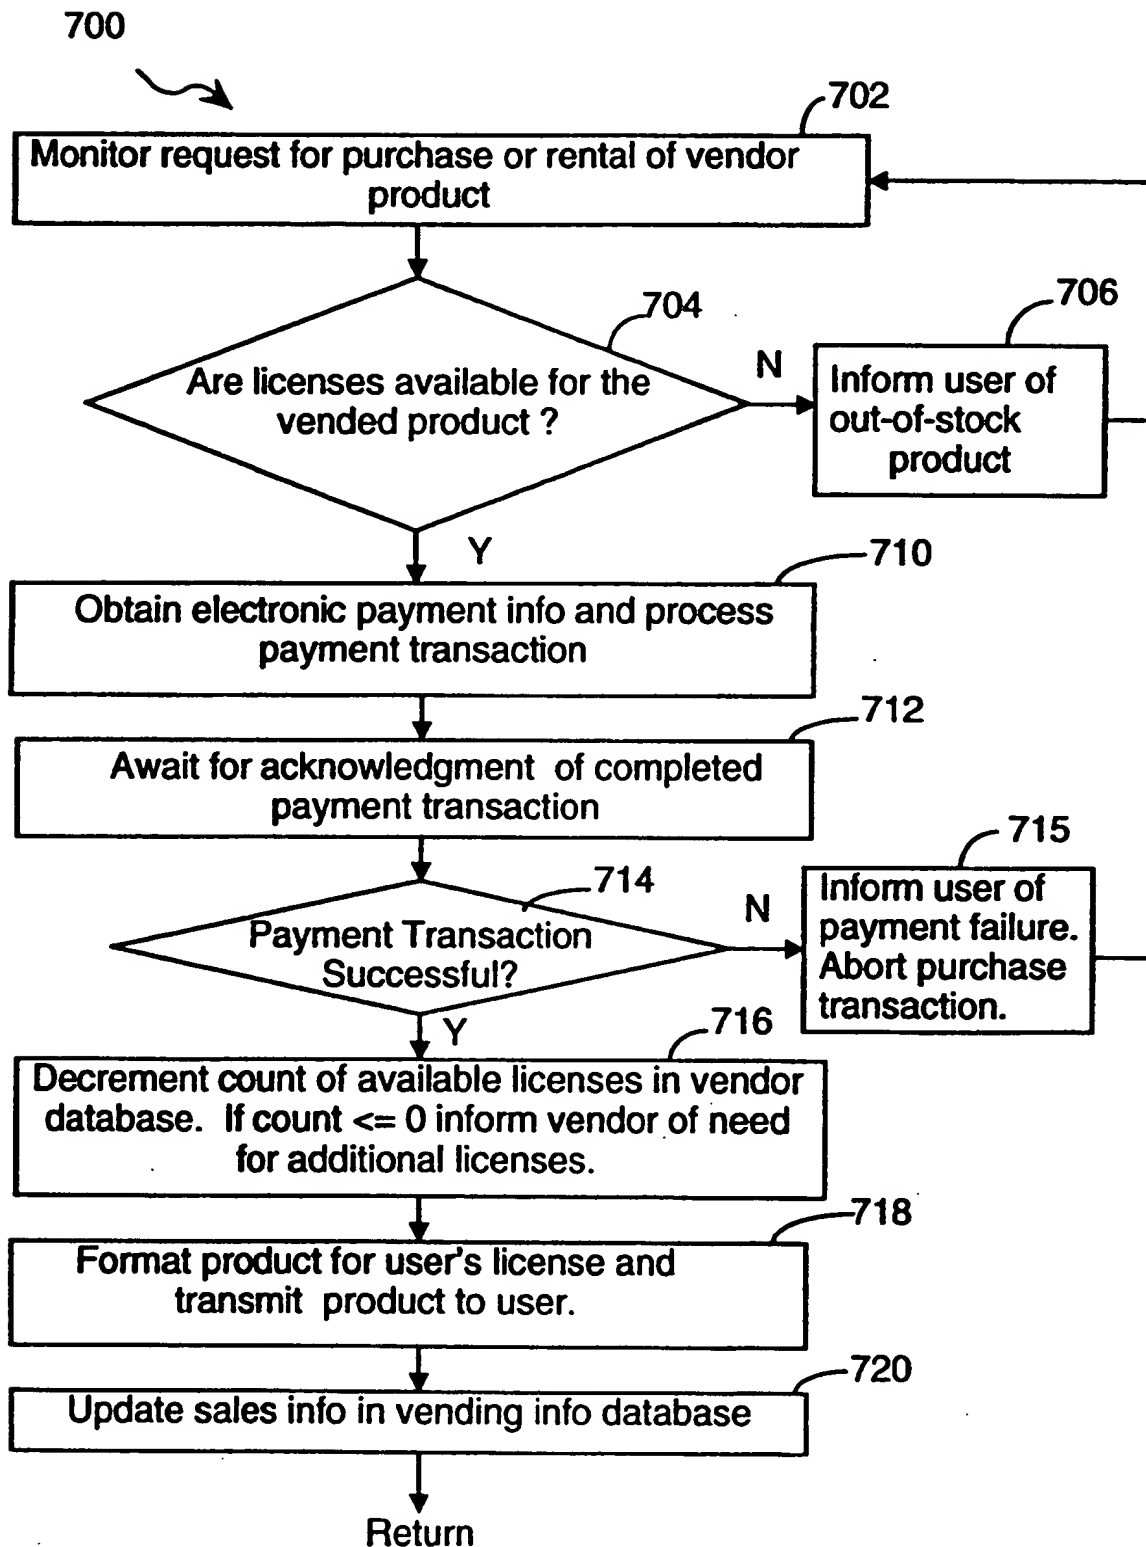 700
702
Monitor request for purchase or rental of vendor
product
704
706
Are licenses available for the
vended product ?
N
Inform user of
out-of-stock
product
Y
710
Obtain electronic payment info and process
payment transaction
712
Await for acknowledgment of completed
payment transaction
714
715
Payment Transaction
Successful?
N
Inform user of
payment failure.
Abort purchase
transaction.
Y
716
Decrement count of available licenses in vendor
database. If count <= 0 inform vendor of need
for additional licenses.
718
Format product for user's license and
transmit product to user.
720
Update sales info in vending info database
Return